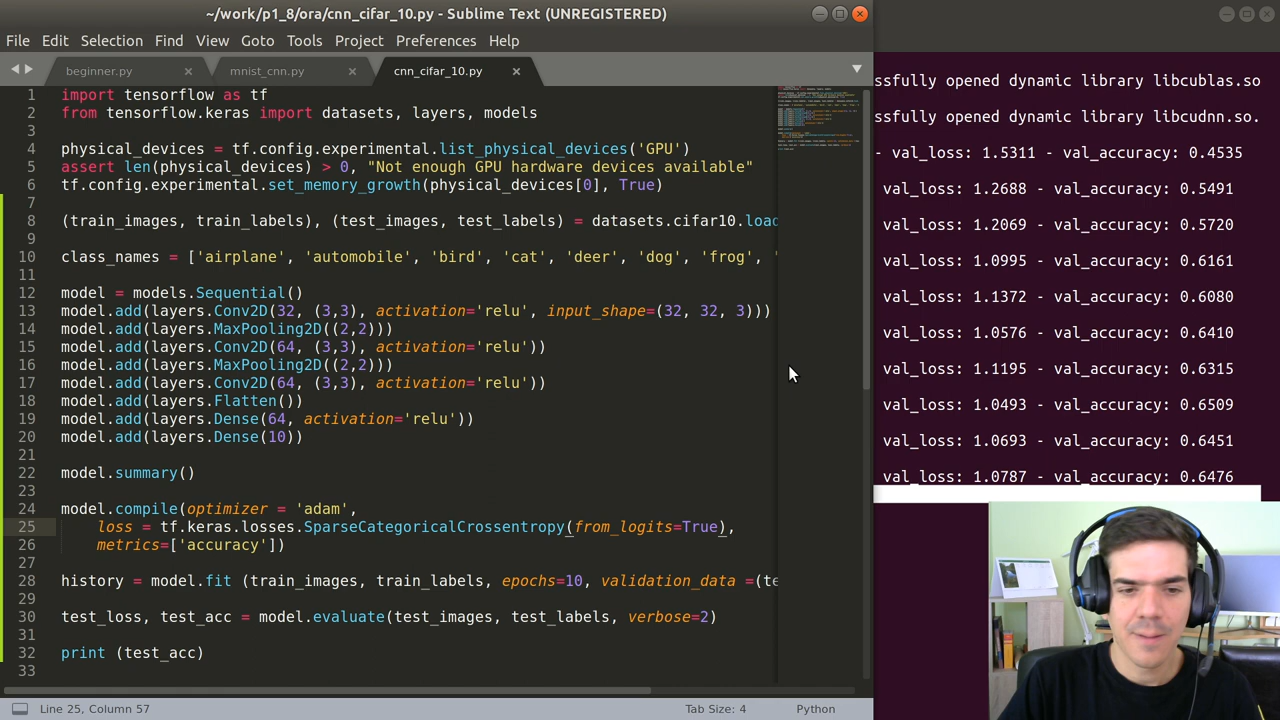 ~/work/p1_8/ora/cnn_cifar_10.py - Sublime Text (UNREGISTERED)
File Edit Selection Find View Goto Tools Project Preferences Help
beginner.py mnist_cnn.py cnn_cifar_10.py
1 import tensorflow as tf
2 from tensorflow.keras import datasets, layers, models
3
4 physical_devices = tf.config.experimental.list_physical_devices('GPU')
5 assert len(physical_devices) > 0, "Not enough GPU hardware devices available"
6 tf.config.experimental.set_memory_growth(physical_devices[0], True)
7
8 (train_images, train_labels), (test_images, test_labels) = datasets.cifar10.load
9
10 class_names = ['airplane', 'automobile', 'bird', 'cat', 'deer', 'dog', 'frog', '
11
12 model = models.Sequential()
13 model.add(layers.Conv2D(32, (3,3), activation='relu', input_shape=(32, 32, 3)))
14 model.add(layers.MaxPooling2D((2,2)))
15 model.add(layers.Conv2D(64, (3,3), activation='relu'))
16 model.add(layers.MaxPooling2D((2,2)))
17 model.add(layers.Conv2D(64, (3,3), activation='relu'))
18 model.add(layers.Flatten())
19 model.add(layers.Dense(64, activation='relu'))
20 model.add(layers.Dense(10))
21
22 model.summary()
23
24 model.compile(optimizer = 'adam',
25 loss = tf.keras.losses.SparseCategoricalCrossentropy(from_logits=True),
26 metrics=['accuracy'])
27
28 history = model.fit (train_images, train_labels, epochs=10, validation_data =(te
29
30 test_loss, test_acc = model.evaluate(test_images, test_labels, verbose=2)
31
32 print (test_acc)
33
Line 25, Column 57 Tab Size: 4 Python
ssfully opened dynamic library libcublas.so
ssfully opened dynamic library libcudnn.so.
- val_loss: 1.5311 - val_accuracy: 0.4535
val_loss: 1.2688 - val_accuracy: 0.5491
val_loss: 1.2069 - val_accuracy: 0.5720
val_loss: 1.0995 - val_accuracy: 0.6161
val_loss: 1.1372 - val_accuracy: 0.6080
val_loss: 1.0576 - val_accuracy: 0.6410
val_loss: 1.1195 - val_accuracy: 0.6315
val_loss: 1.0493 - val_accuracy: 0.6509
val_loss: 1.0693 - val_accuracy: 0.6451
val_loss: 1.0787 - val_accuracy: 0.6476